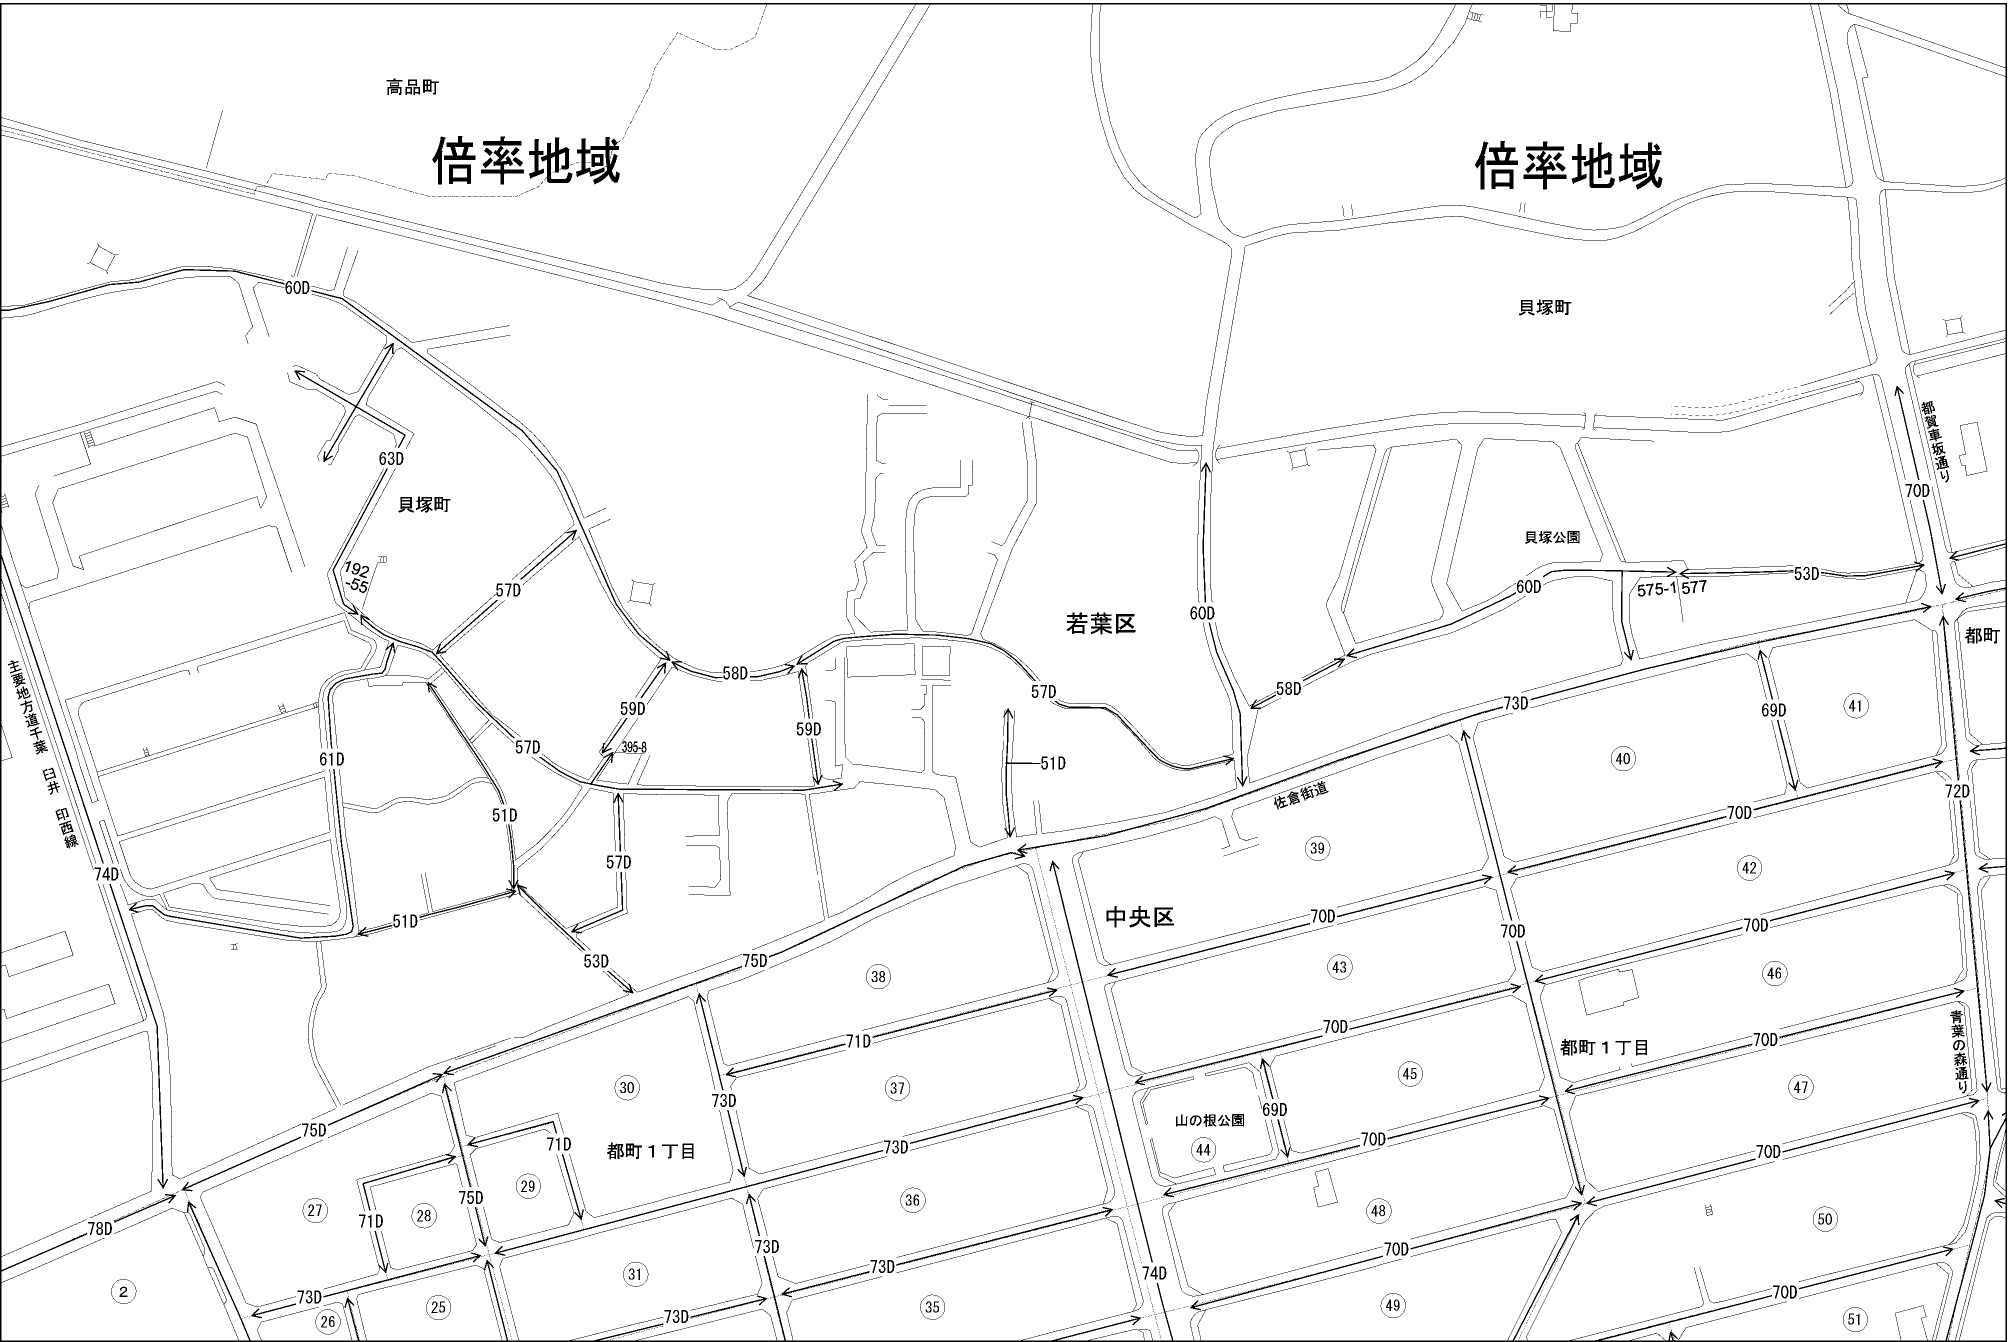 高品町
倍率地域
倍率地域
60D
貝塚町
都賀車坂通り
63D
70D
貝塚町
貝塚公園
192
-55
57D
60D
60D
575-1
577
53D
若葉区
都町
主要地方道千葉 臼井 印西線
58D
57D
58D
59D
59D
73D
69D
41
57D
395-8
61D
51D
40
72D
佐倉街道
70D
51D
39
57D
42
74D
中央区
51D
70D
70D
70D
53D
75D
38
43
46
青葉の森通り
71D
70D
70D
都町1丁目
30
37
45
47
73D
69D
75D
71D
都町1丁目
73D
山の根公園
44
70D
70D
29
75D
28
27
36
48
50
71D
78D
73D
73D
70D
74D
31
2
73D
25
26
73D
35
49
70D
51